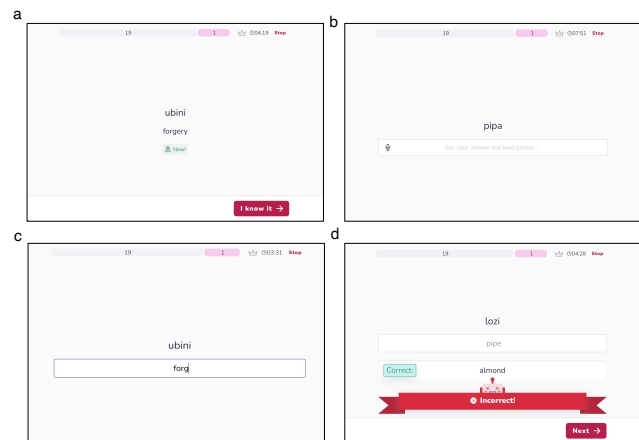 a
19 1 04:19 Stop
ubini
forgery
New!
I know it →
b
19 1 07:51 Stop
pipa
Say your answer out loud please...
c
19 1 03:31 Stop
ubini
forg
d
19 1 04:28 Stop
lozi
pipe
Correct: almond
Incorrect!
Next →